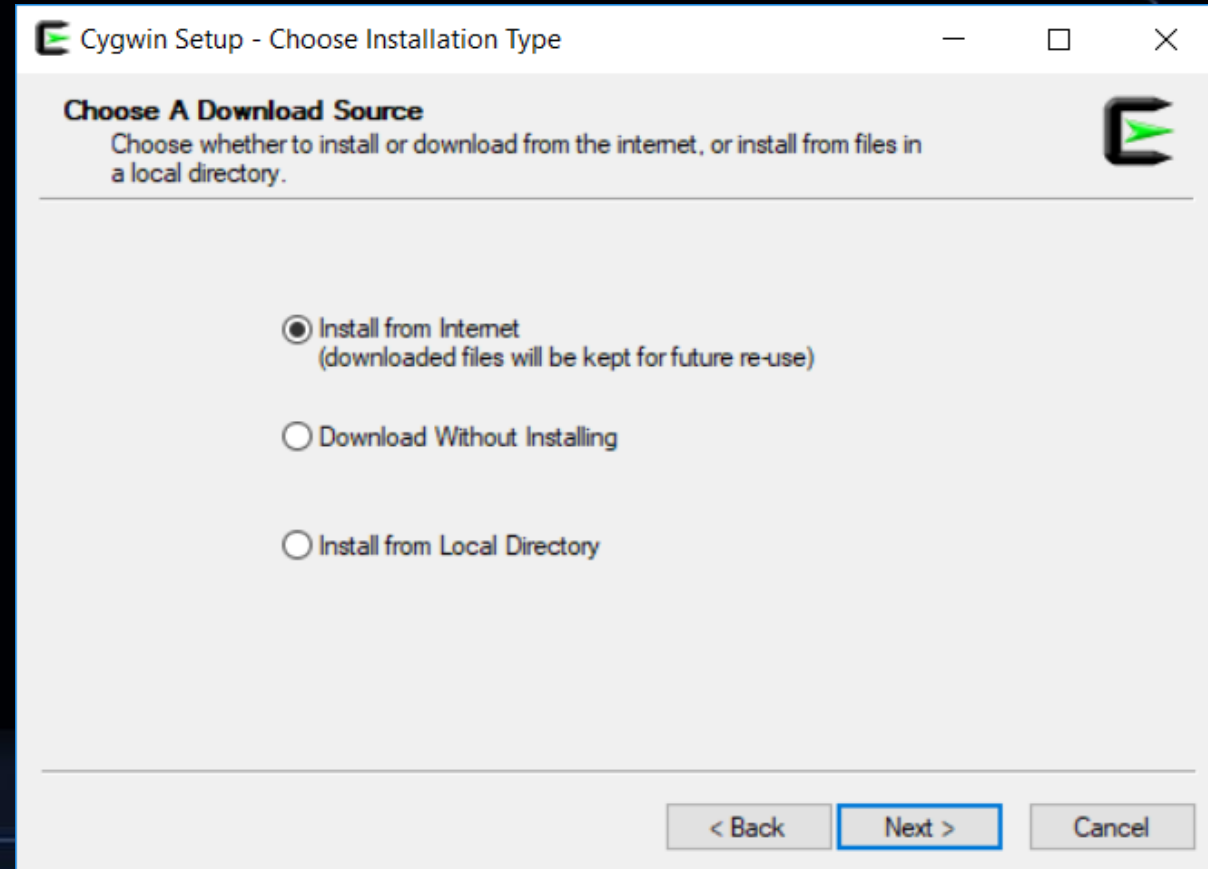 Cygwin Setup - Choose Installation Type
Choose A Download Source
Choose whether to install or download from the internet, or install from files in
a local directory.
Install from Internet
(downloaded files will be kept for future re-use)
Download Without Installing
Install from Local Directory
< Back
Next >
Cancel